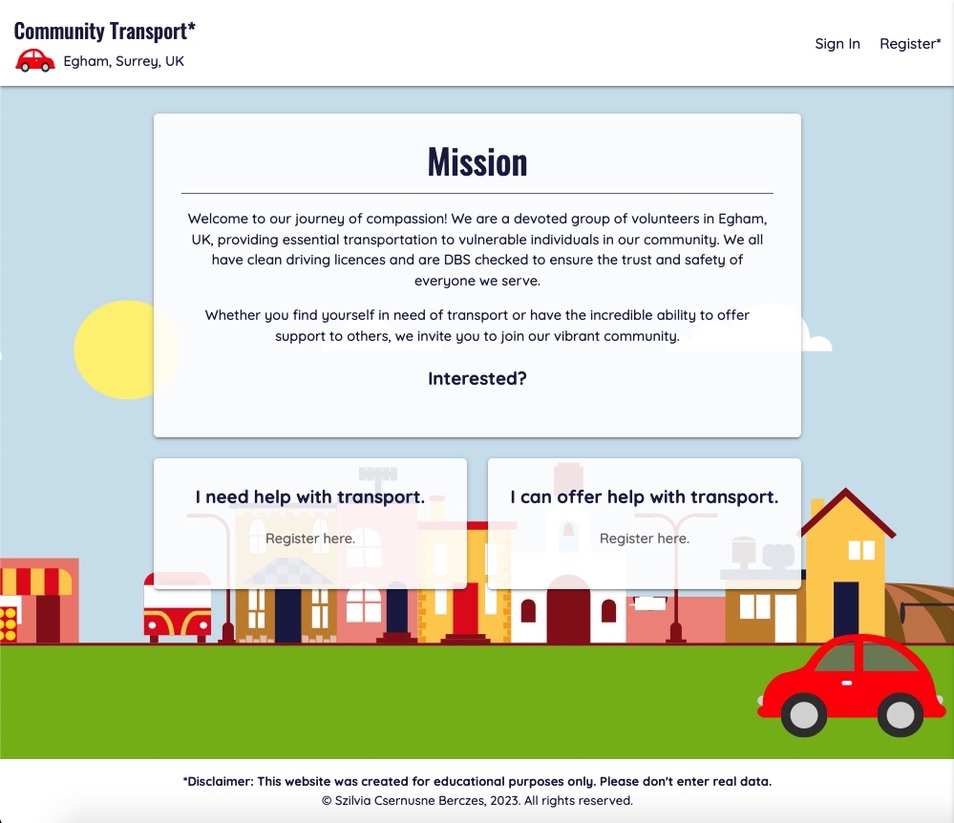 Community Transport*
Egham, Surrey, UK
Sign In
Register*
Mission
Welcome to our journey of compassion! We are a devoted group of volunteers in Egham,
UK, providing essential transportation to vulnerable individuals in our community. We all
have clean driving licences and are DBS checked to ensure the trust and safety of
everyone we serve.
Whether you find yourself in need of transport or have the incredible ability to offer
support to others, we invite you to join our vibrant community.
Interested?
I need help with transport.
Register here.
I can offer help with transport.
Register here.
*Disclaimer: This website was created for educational purposes only. Please don't enter real data.
© Szilvia Csernusne Berczes, 2023. All rights reserved.